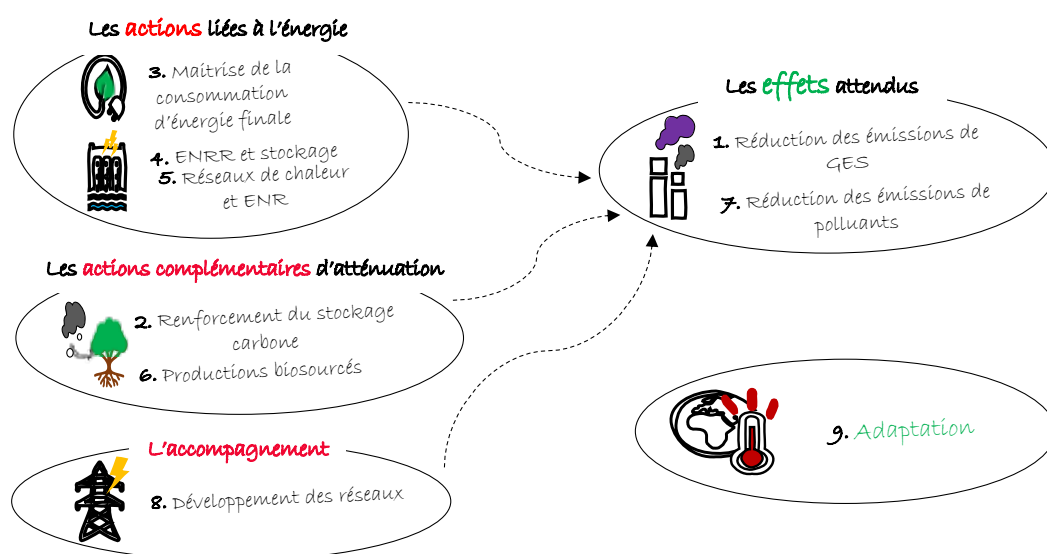 Les actions liées à l'énergie
3. Maitrise de la
consommation
d'énergie finale
4. ENRR et stockage
5. Réseaux de chaleur
et ENR
Les actions complémentaires d'atténuation
2. Renforcement du stockage
carbone
6. Productions biosourcés
L'accompagnement
8. Développement des réseaux
Les effets attendus
1. Réduction des émissions de
GES
7. Réduction des émissions de
polluants
9. Adaptation